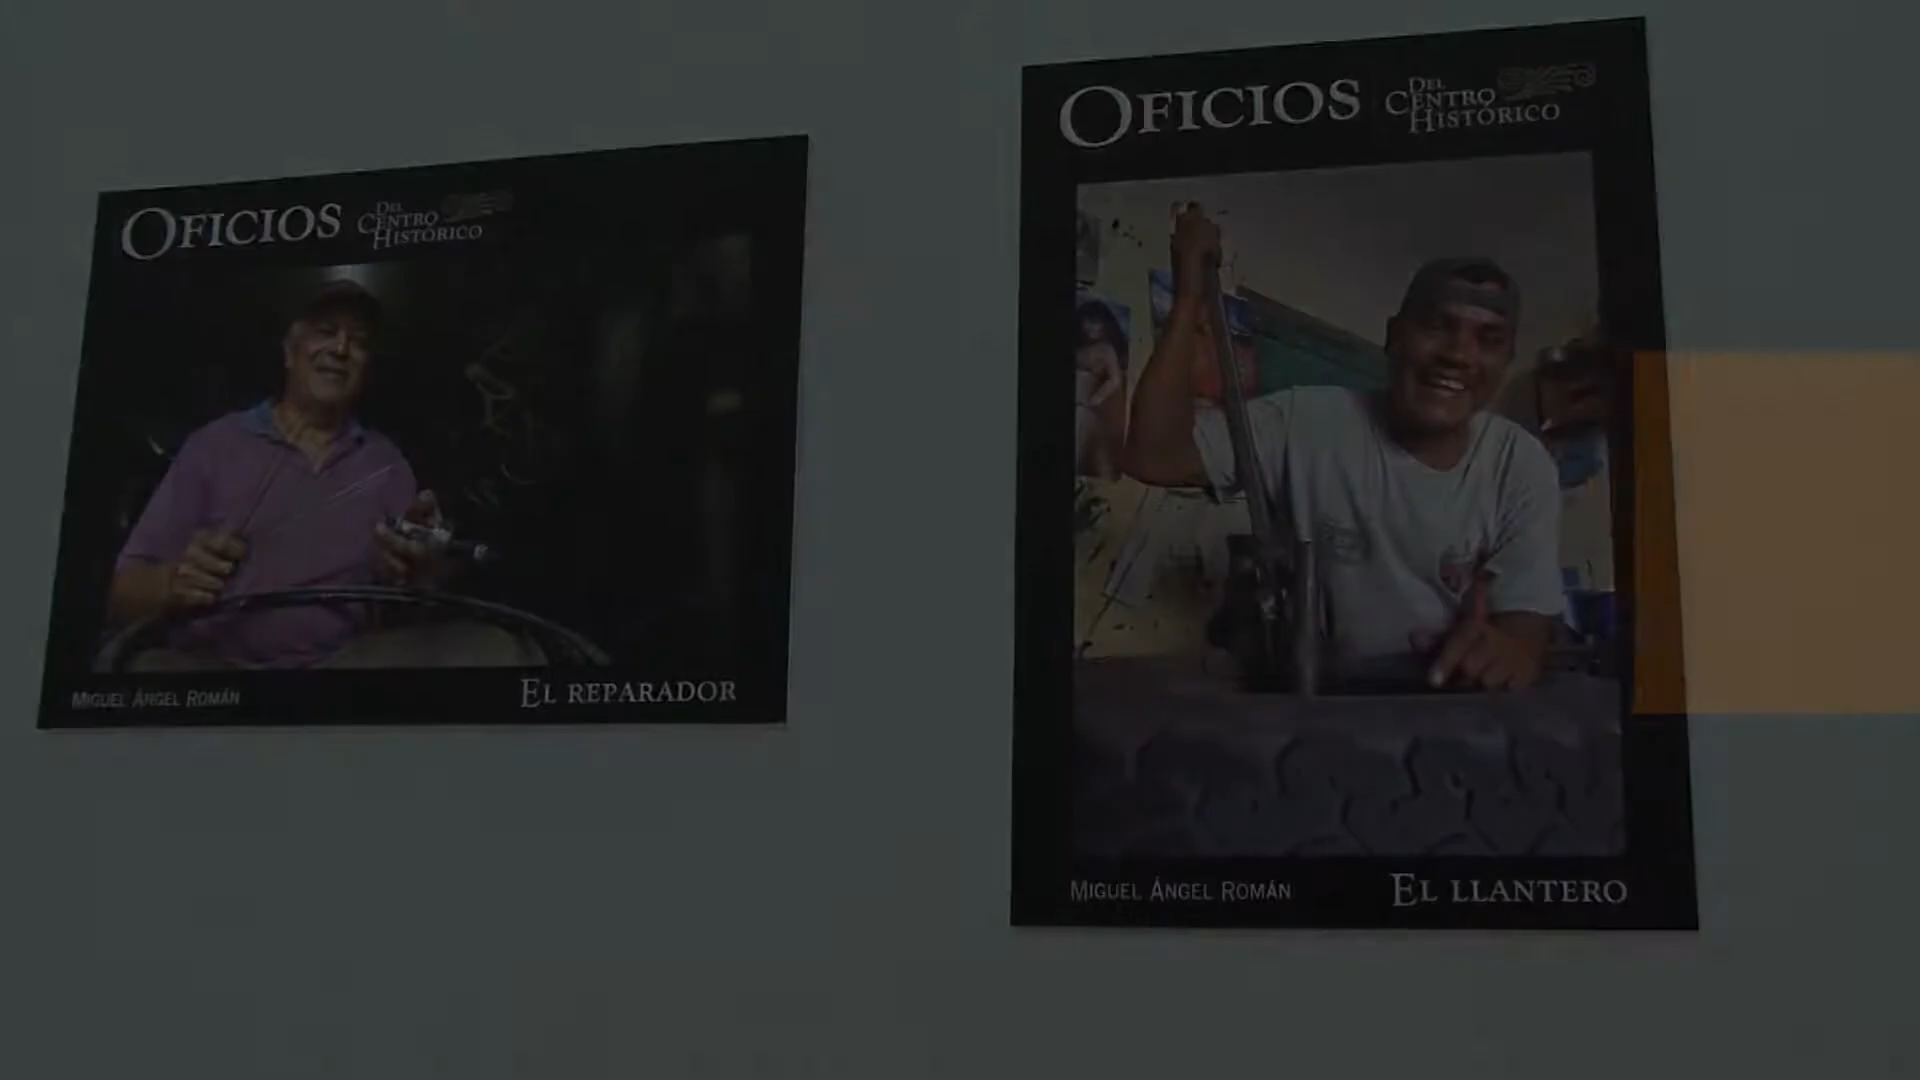 OFICIOS
DEL
CENTRO
HISTÓRICO
MIGUEL ÁNGEL ROMÁN
EL REPARADOR
OFICIOS
DEL
CENTRO
HISTÓRICO
MIGUEL ÁNGEL ROMÁN
EL LLANTERO